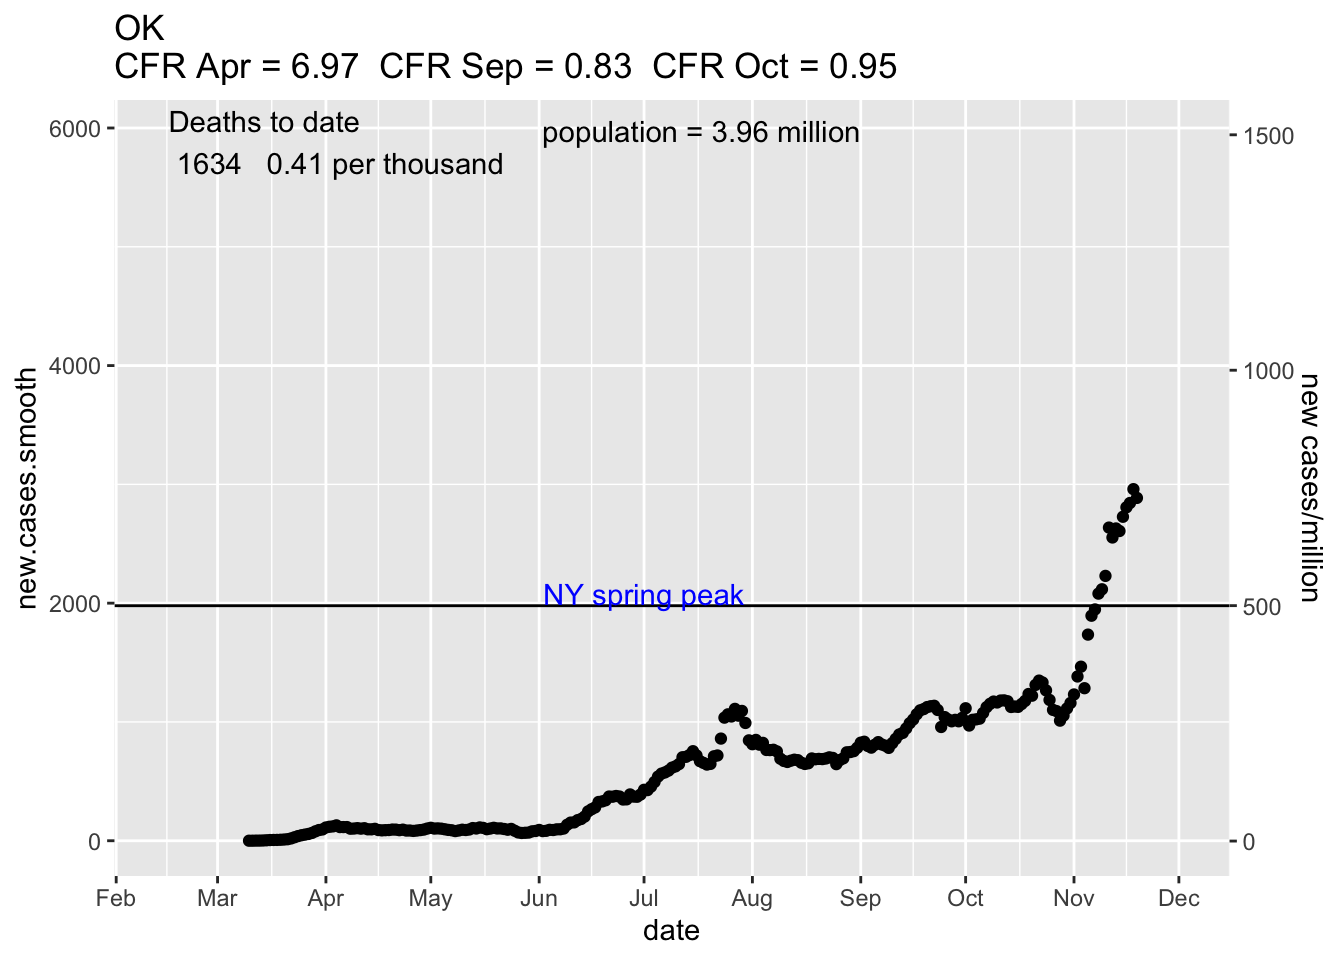 OK
CFR Apr = 6.97  CFR Sep = 0.83  CFR Oct = 0.95
Deaths to date
1634   0.41 per thousand
population = 3.96 million
NY spring peak
new.cases.smooth
6000
4000
2000
0
1500
1000
500
0
new cases/million
Feb Mar Apr May Jun Jul Aug Sep Oct Nov Dec
date